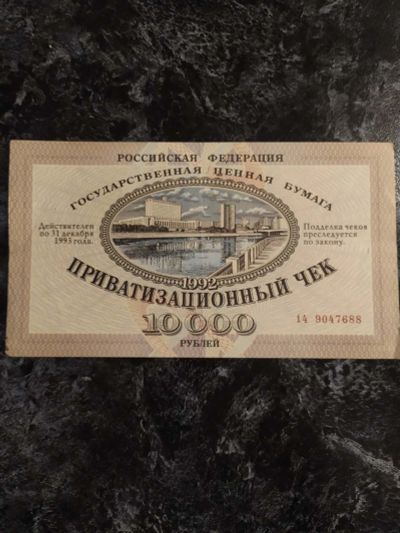 РОССИЙСКАЯ ФЕДЕРАЦИЯ
ГОСУДАРСТВЕННАЯ ЦЕННАЯ БУМАГА
Действителен
по 31 декабря
1993 года.
Подделка чеков
преследуется
по закону.
1992
ПРИВАТИЗАЦИОННЫЙ ЧЕК
10 000
РУБЛЕЙ
14 9047688